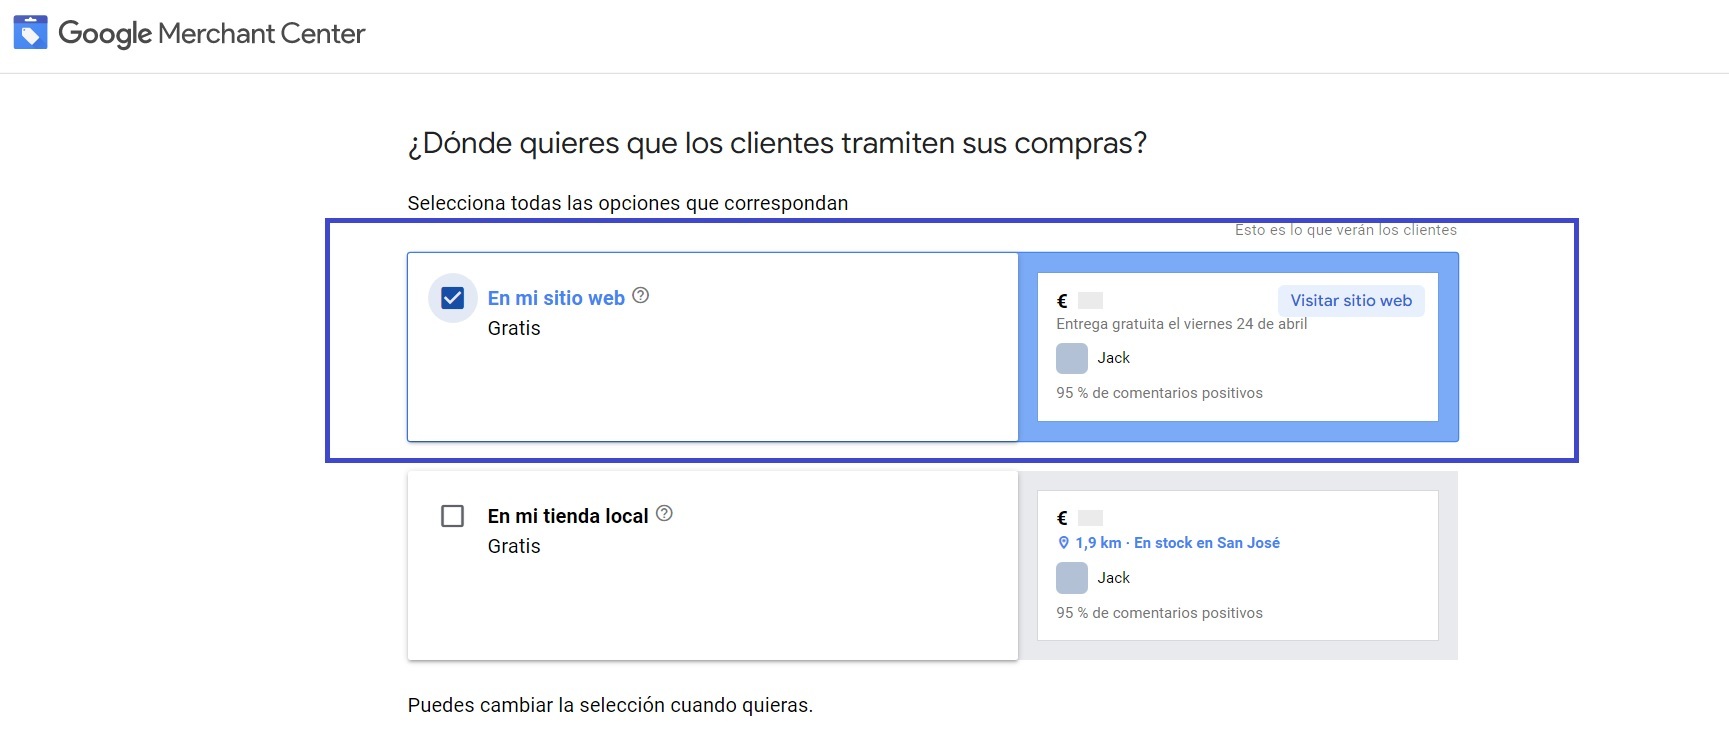 Google Merchant Center
¿Dónde quieres que los clientes tramiten sus compras?
Selecciona todas las opciones que correspondan
Esto es lo que verán los clientes
En mi sitio web
Gratis
€
Visitar sitio web
Entrega gratuita el viernes 24 de abril
Jack
95 % de comentarios positivos
En mi tienda local
Gratis
€
1,9 km · En stock en San José
Jack
95 % de comentarios positivos
Puedes cambiar la selección cuando quieras.